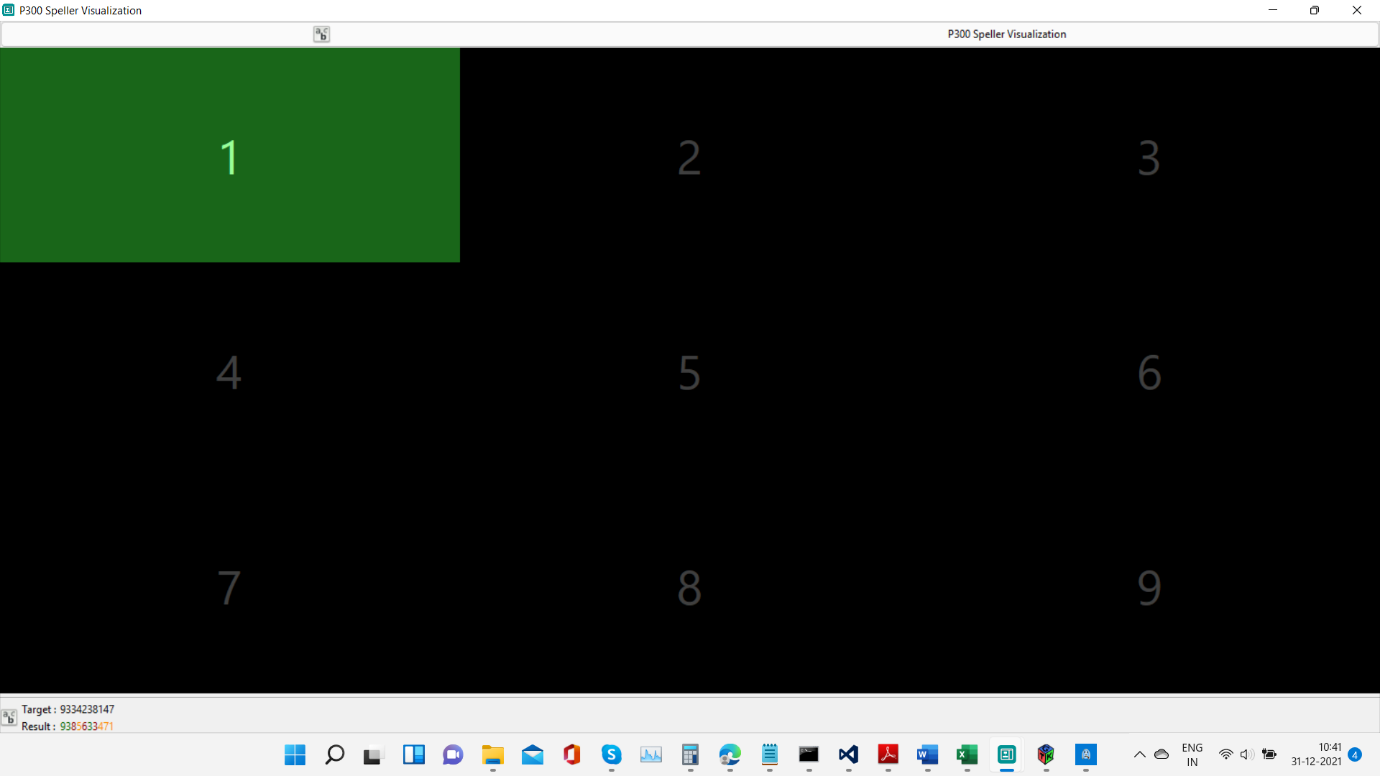 P300 Speller Visualization
P300 Speller Visualization
1 2 3
4 5 6
7 8 9
Target : 9334238147
Result : 9385633471
ENG
IN
10:41
31-12-2021
4